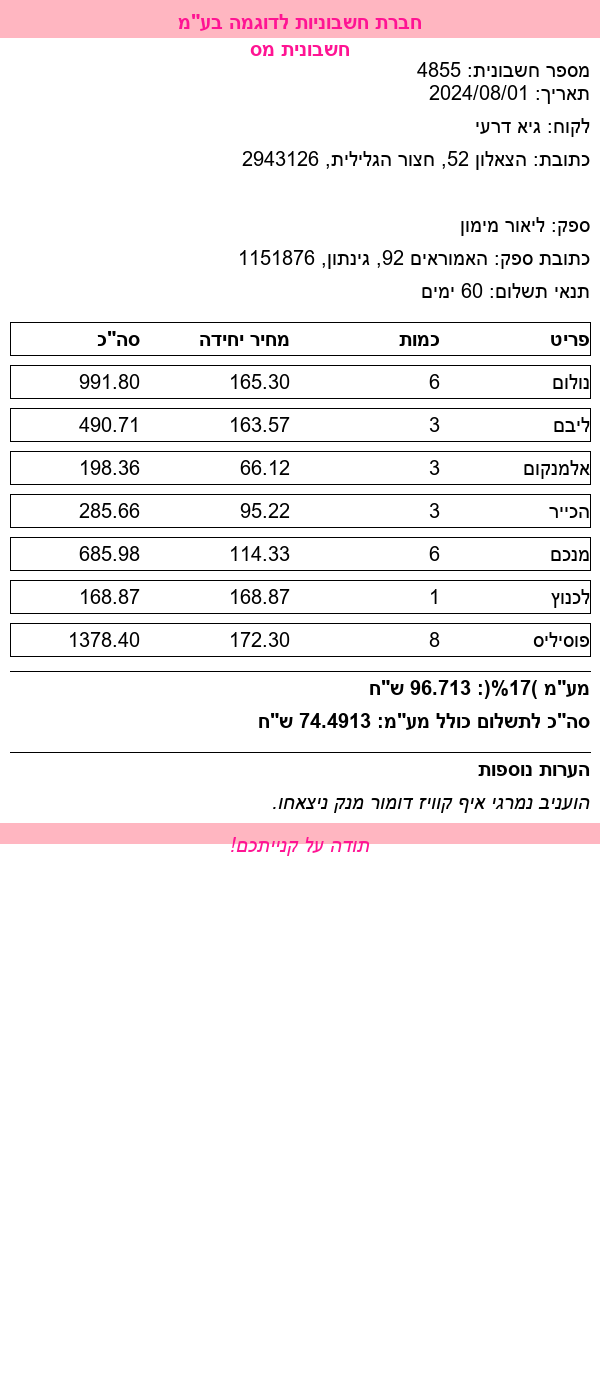 חברת חשבוניות לדוגמה בע"מ
חשבונית מס
מספר חשבונית: 4855
תאריך: 2024/08/01
לקוח: גיא דרעי
כתובת: הצאלון 52, חצור הגלילית, 2943126
ספק: ליאור מימון
כתובת ספק: האמוראים 92, גינתון, 1151876
תנאי תשלום: 60 ימים
פריט כמות מחיר יחידה סה"כ
נולום 6 165.30 991.80
ליבם 3 163.57 490.71
אלמנקום 3 66.12 198.36
הכייר 3 95.22 285.66
מנכם 6 114.33 685.98
לכנוץ 1 168.87 168.87
פוסיליס 8 172.30 1378.40
מע"מ )17%(: 96.713 ש"ח
סה"כ לתשלום כולל מע"מ: 74.4913 ש"ח
הערות נוספות
הועניב נמרגי איף קוויז דומור מנק ניצאחו.
תודה על קנייתכם!